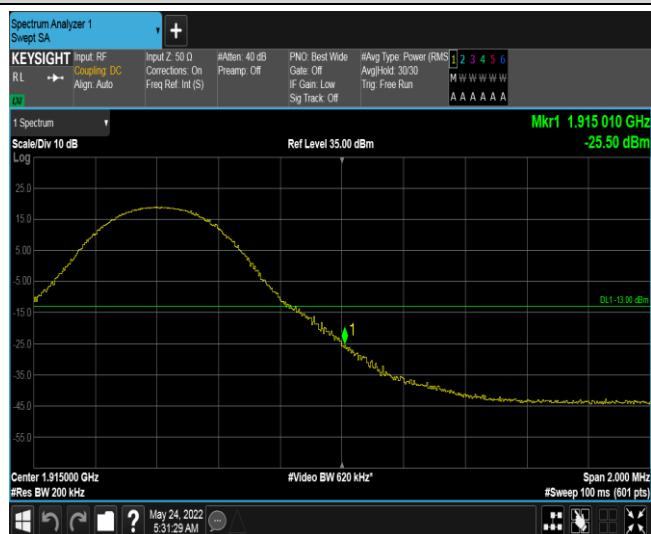 Spectrum Analyzer 1
Swept SA
+
KEYSIGHT Input: RF Input Z: 50 Ω #Atten: 40 dB PNO: Best Wide #Avg Type: Power (RMS 1 2 3 4 5 6
RL Coupling: DC Corrections: On Preamp: Off Gate: Off Avg|Hold: 30/30 M W W W W W
Align: Auto Freq Ref: Int (S) IF Gain: Low Trig: Free Run
Sig Track: Off A A A A A A
LXI
1 Spectrum Mkr1 1.915 010 GHz
Scale/Div 10 dB Ref Level 35.00 dBm -25.50 dBm
Log
25.0
15.0
5.00
-5.00
DL1 -13.00 dBm
-15.0
1
-25.0
-35.0
-45.0
-55.0
Center 1.915000 GHz #Video BW 620 kHz* Span 2.000 MHz
#Res BW 200 kHz #Sweep 100 ms (601 pts)
? May 24, 2022
5:31:29 AM